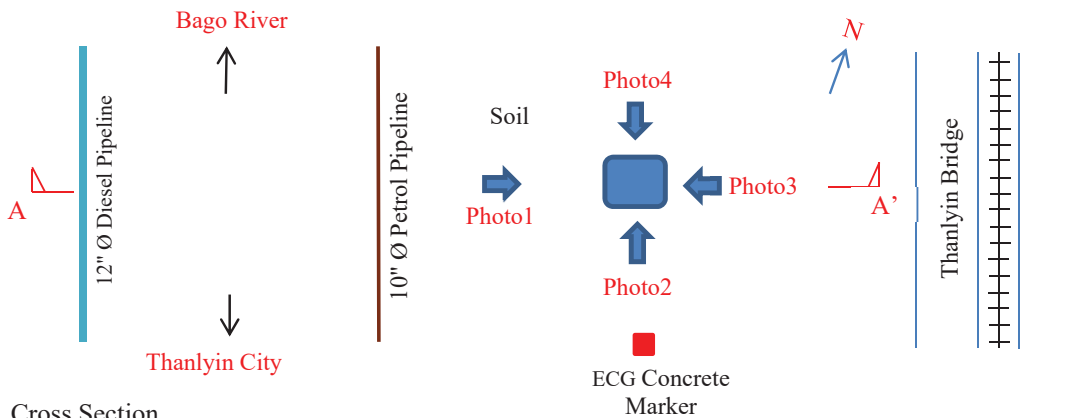 Bago River
N
Photo4
12" Ø Diesel Pipeline
10" Ø Petrol Pipeline
Soil
Thanlyin Bridge
Photo3
A
Photo1
A’
Photo2
Thanlyin City
ECG Concrete
Marker
Cross Section